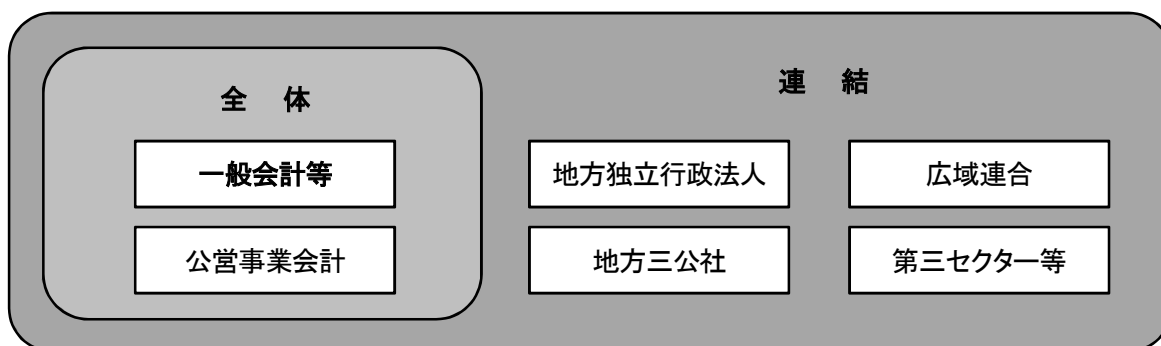 全　体
連　結
一般会計等
地方独立行政法人
広域連合
公営事業会計
地方三公社
第三セクター等